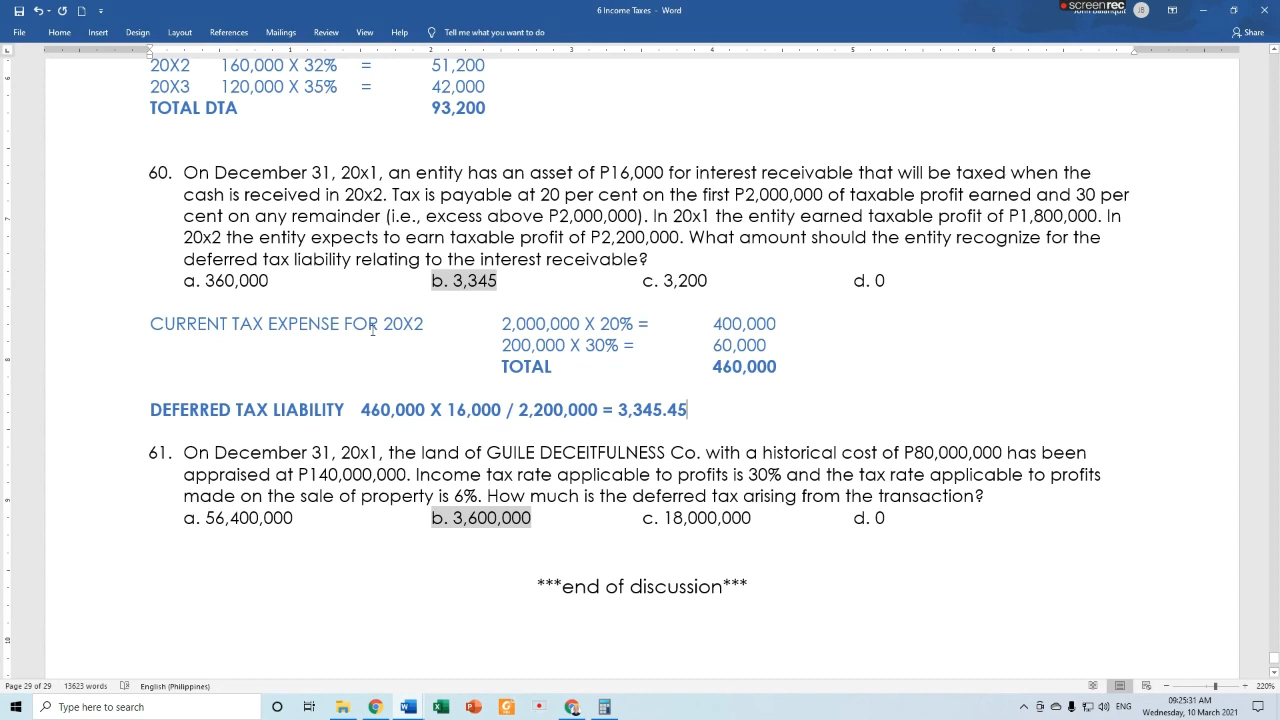 6 Income Taxes - Word
screenrec
John Balanquit
JB
File Home Insert Design Layout References Mailings Review View Help Tell me what you want to do
Share
20X2 160,000 X 32% = 51,200
20X3 120,000 X 35% = 42,000
TOTAL DTA 93,200
60. On December 31, 20x1, an entity has an asset of P16,000 for interest receivable that will be taxed when the
cash is received in 20x2. Tax is payable at 20 per cent on the first P2,000,000 of taxable profit earned and 30 per
cent on any remainder (i.e., excess above P2,000,000). In 20x1 the entity earned taxable profit of P1,800,000. In
20x2 the entity expects to earn taxable profit of P2,200,000. What amount should the entity recognize for the
deferred tax liability relating to the interest receivable?
a. 360,000 b. 3,345 c. 3,200 d. 0
CURRENT TAX EXPENSE FOR 20X2 2,000,000 X 20% = 400,000
200,000 X 30% = 60,000
TOTAL 460,000
DEFERRED TAX LIABILITY 460,000 X 16,000 / 2,200,000 = 3,345.45
61. On December 31, 20x1, the land of GUILE DECEITFULNESS Co. with a historical cost of P80,000,000 has been
appraised at P140,000,000. Income tax rate applicable to profits is 30% and the tax rate applicable to profits
made on the sale of property is 6%. How much is the deferred tax arising from the transaction?
a. 56,400,000 b. 3,600,000 c. 18,000,000 d. 0
***end of discussion***
Page 29 of 29 13623 words English (Philippines) 220%
Type here to search
ENG
09:25:31 AM
Wednesday, 10 March 2021